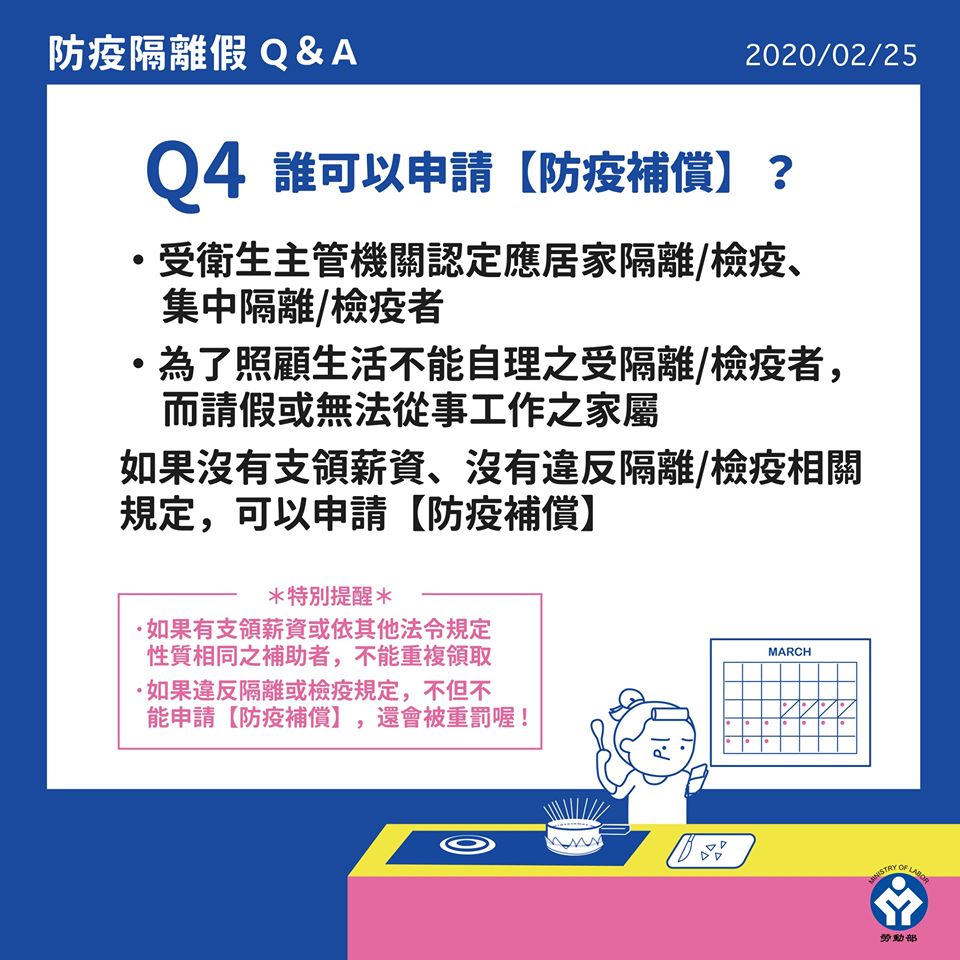 防疫隔離假 Q&A
2020/02/25
Q4 誰可以申請【防疫補償】？
・受衛生主管機關認定應居家隔離/檢疫、
集中隔離/檢疫者
・為了照顧生活不能自理之受隔離/檢疫者，
而請假或無法從事工作之家屬
如果沒有支領薪資、沒有違反隔離/檢疫相關
規定，可以申請【防疫補償】
＊特別提醒＊
·如果有支領薪資或依其他法令規定
性質相同之補助者，不能重複領取
·如果違反隔離或檢疫規定，不但不
能申請【防疫補償】，還會被重罰喔！
MARCH
MINISTRY OF LABOR
勞動部